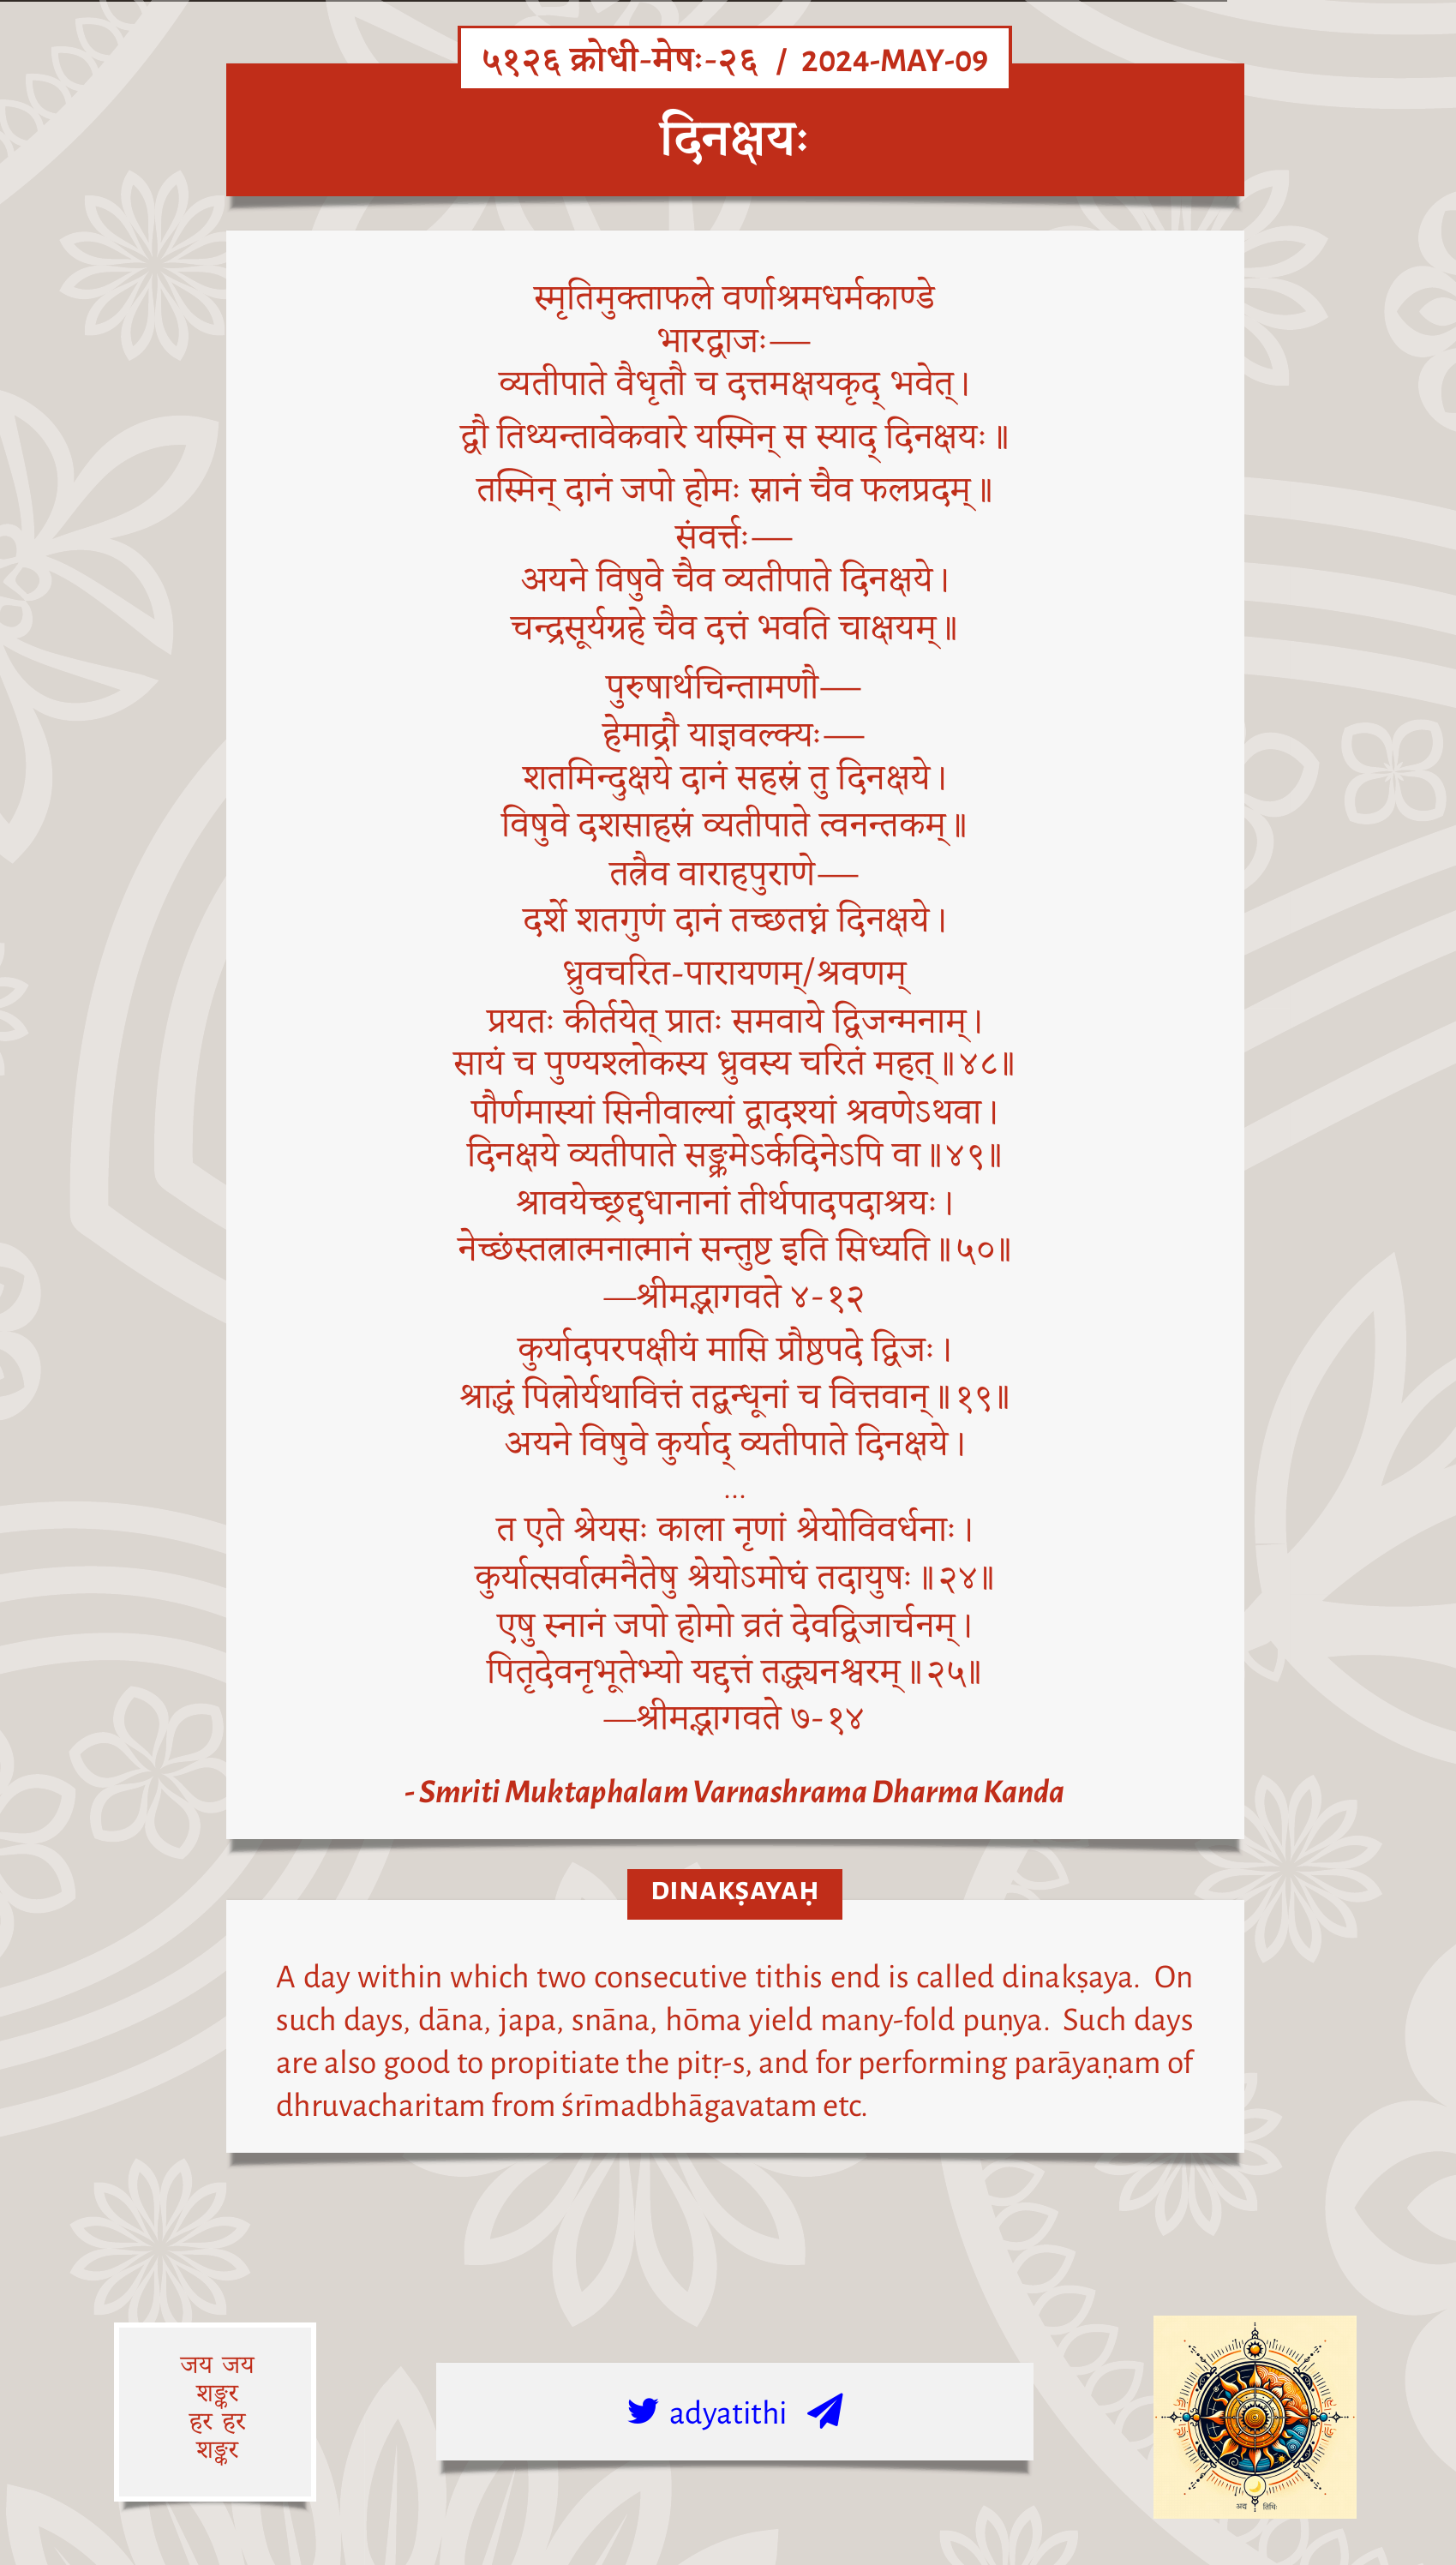 ५१२६ क्रोधी-मेषः-२६ / 2024-MAY-09
दिनक्षयः
स्मृतिमुक्ताफले वर्णाश्रमधर्मकाण्डे
भारद्वाजः—
व्यतीपाते वैधृतौ च दत्तमक्षयकृद् भवेत्।
द्वौ तिथ्यन्तावेकवारे यस्मिन् स स्याद् दिनक्षयः॥
तस्मिन् दानं जपो होमः स्नानं चैव फलप्रदम्॥
संवर्त्तः—
अयने विषुवे चैव व्यतीपाते दिनक्षये।
चन्द्रसूर्यग्रहे चैव दत्तं भवति चाक्षयम्॥
पुरुषार्थचिन्तामणौ—
हेमाद्रौ याज्ञवल्क्यः—
शतमिन्दुक्षये दानं सहस्रं तु दिनक्षये।
विषुवे दशसाहस्रं व्यतीपाते त्वनन्तकम्॥
तत्रैव वाराहपुराणे—
दर्शे शतगुणं दानं तच्छतघ्नं दिनक्षये।
ध्रुवचरित-पारायणम्/श्रवणम्
प्रयतः कीर्तयेत् प्रातः समवाये द्विजन्मनाम्।
सायं च पुण्यश्लोकस्य ध्रुवस्य चरितं महत्॥४८॥
पौर्णमास्यां सिनीवाल्यां द्वादश्यां श्रवणेऽथवा।
दिनक्षये व्यतीपाते सङ्क्रमेऽर्कदिनेऽपि वा॥४९॥
श्रावयेच्छ्रद्दधानानां तीर्थपादपदाश्रयः।
नेच्छंस्तत्रात्मनात्मानं सन्तुष्ट इति सिध्यति॥५०॥
—श्रीमद्भागवते ४-१२
कुर्यादपरपक्षीयं मासि प्रौष्ठपदे द्विजः।
श्राद्धं पित्रोर्यथावित्तं तद्बन्धूनां च वित्तवान्॥१९॥
अयने विषुवे कुर्याद् व्यतीपाते दिनक्षये।
...
त एते श्रेयसः काला नृणां श्रेयोविवर्धनाः।
कुर्यात्सर्वात्मनैतेषु श्रेयोऽमोघं तदायुषः॥२४॥
एषु स्नानं जपो होमो व्रतं देवद्विजार्चनम्।
पितृदेवनृभूतेभ्यो यद्दत्तं तद्ध्यनश्वरम्॥२५॥
—श्रीमद्भागवते ७-१४
- Smriti Muktaphalam Varnashrama Dharma Kanda
DINAKṢAYAḤ
A day within which two consecutive tithis end is called dinakṣaya. On
such days, dāna, japa, snāna, hōma yield many-fold puṇya. Such days
are also good to propitiate the pitṛ-s, and for performing parāyaṇam of
dhruvacharitam from śrīmadbhāgavatam etc.
जय जय
शङ्कर
हर हर
शङ्कर
adyatithi
अद्य तिथिः